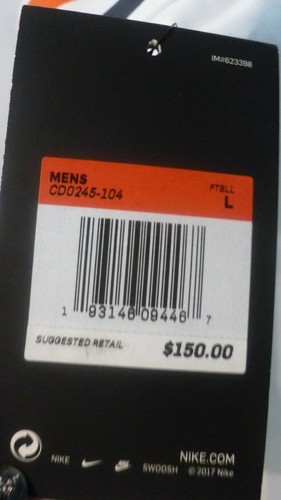 IM#623398
MENS
CD0245-104
FTBLL
L
1 93146 09446 7
SUGGESTED RETAIL $150.00
NIKE SWOOSH
NIKE.COM
© 2017 Nike